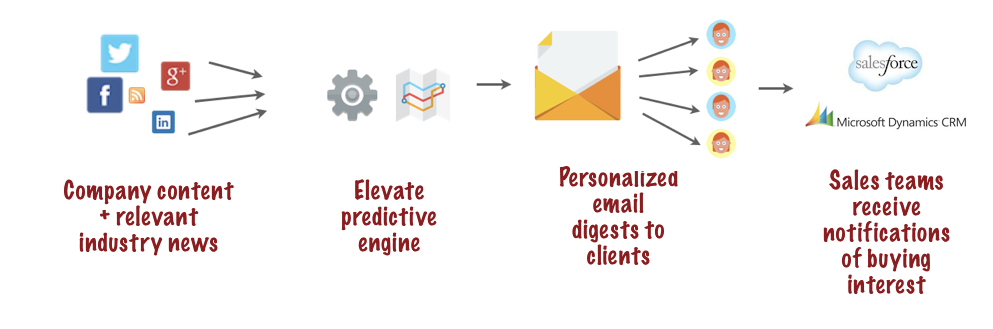 g+
f
in
salesforce
Microsoft Dynamics CRM
Company content
+ relevant
industry news
Elevate
predictive
engine
Personalized
email
digests to
clients
Sales teams
receive
notifications
of buying
interest